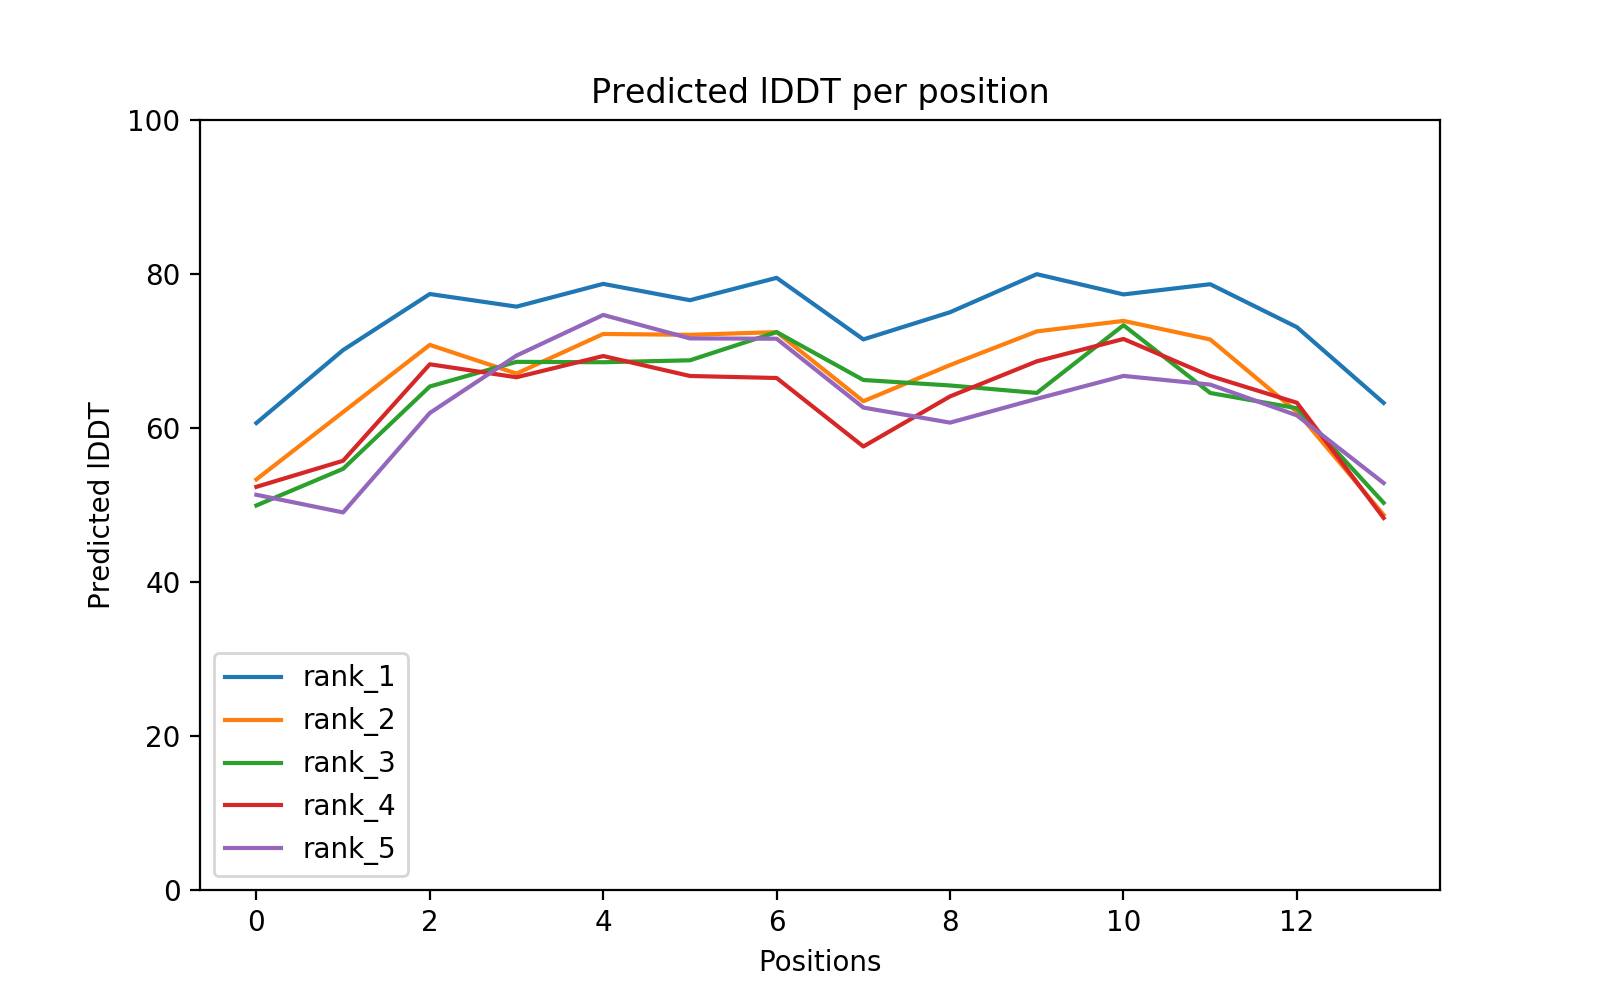 Predicted lDDT per position
100
80
60
40
20
0
Predicted lDDT
rank_1
rank_2
rank_3
rank_4
rank_5
0 2 4 6 8 10 12
Positions